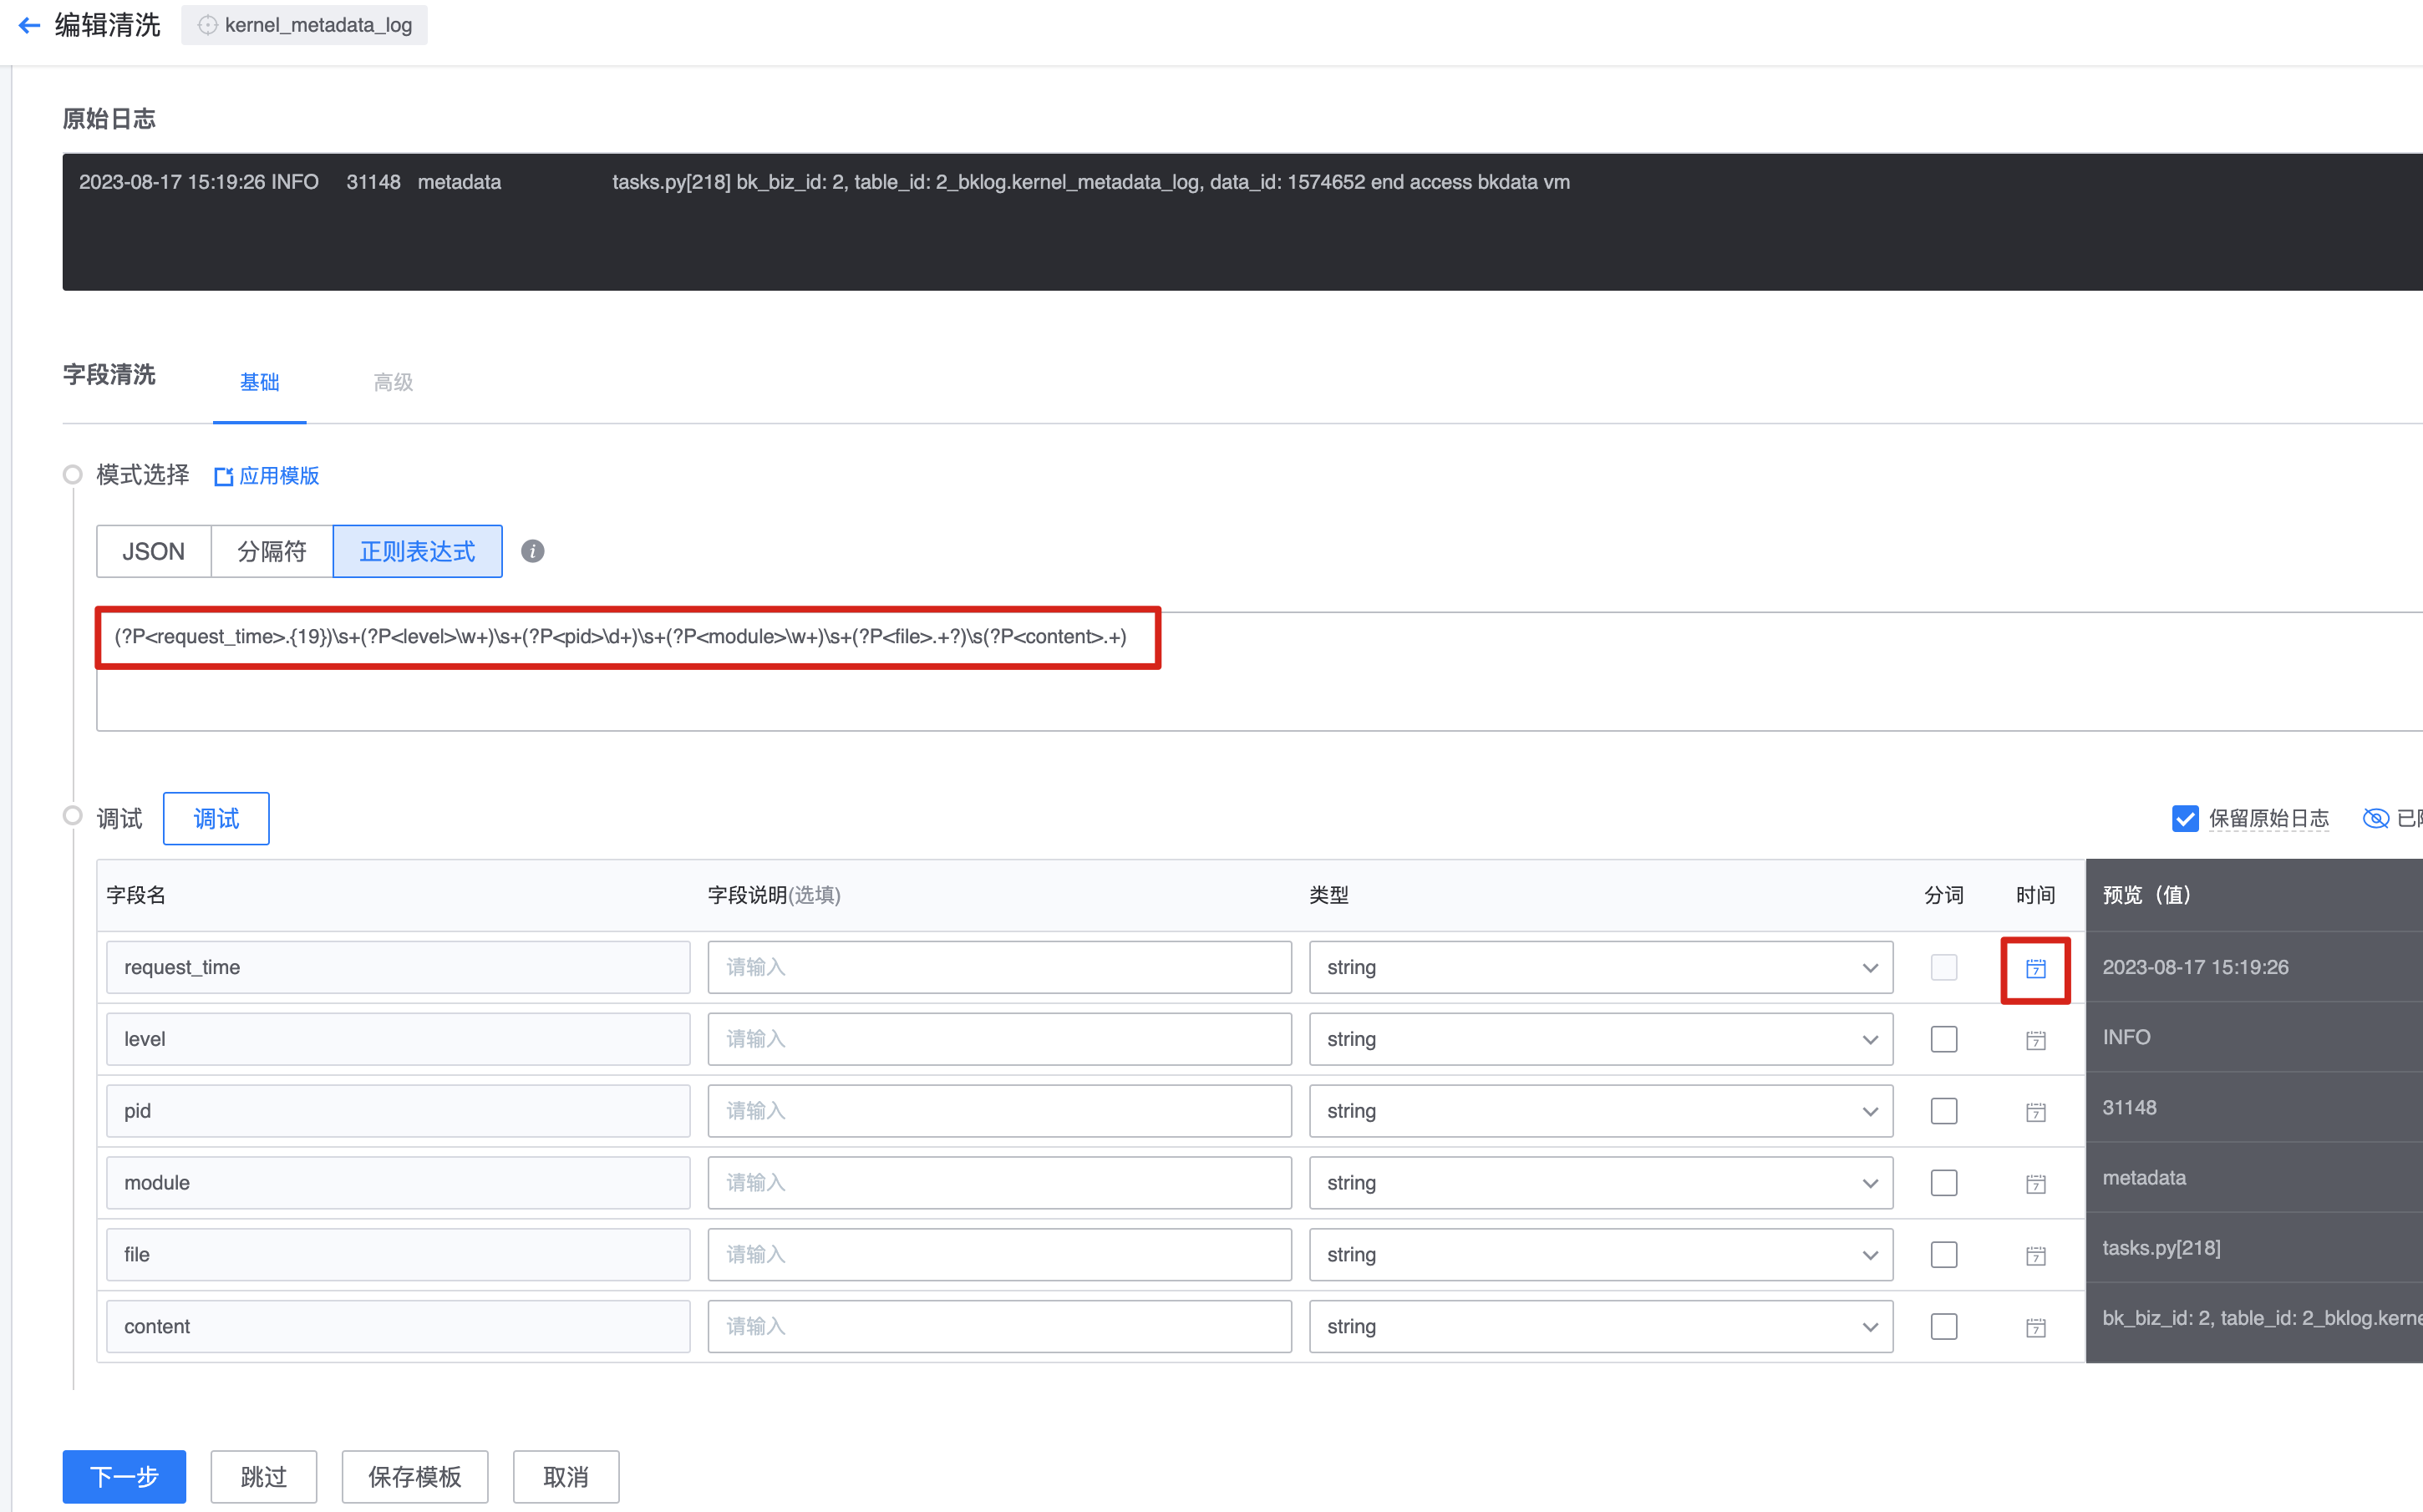 编辑清洗 kernel_metadata_log
原始日志
2023-08-17 15:19:26 INFO 31148 metadata tasks.py[218] bk_biz_id: 2, table_id: 2_bklog.kernel_metadata_log, data_id: 1574652 end access bkdata vm
字段清洗 基础 高级
模式选择 应用模版
JSON 分隔符 正则表达式
(?P<request_time>.{19})\s+(?P<level>\w+)\s+(?P<pid>\d+)\s+(?P<module>\w+)\s+(?P<file>.+?)\s(?P<content>.+)
调试 调试 保留原始日志 已
字段名 字段说明(选填) 类型 分词 时间 预览（值）
request_time 请输入 string 7 2023-08-17 15:19:26
level 请输入 string 7 INFO
pid 请输入 string 7 31148
module 请输入 string 7 metadata
file 请输入 string 7 tasks.py[218]
content 请输入 string 7 bk_biz_id: 2, table_id: 2_bklog.kerne
下一步 跳过 保存模板 取消